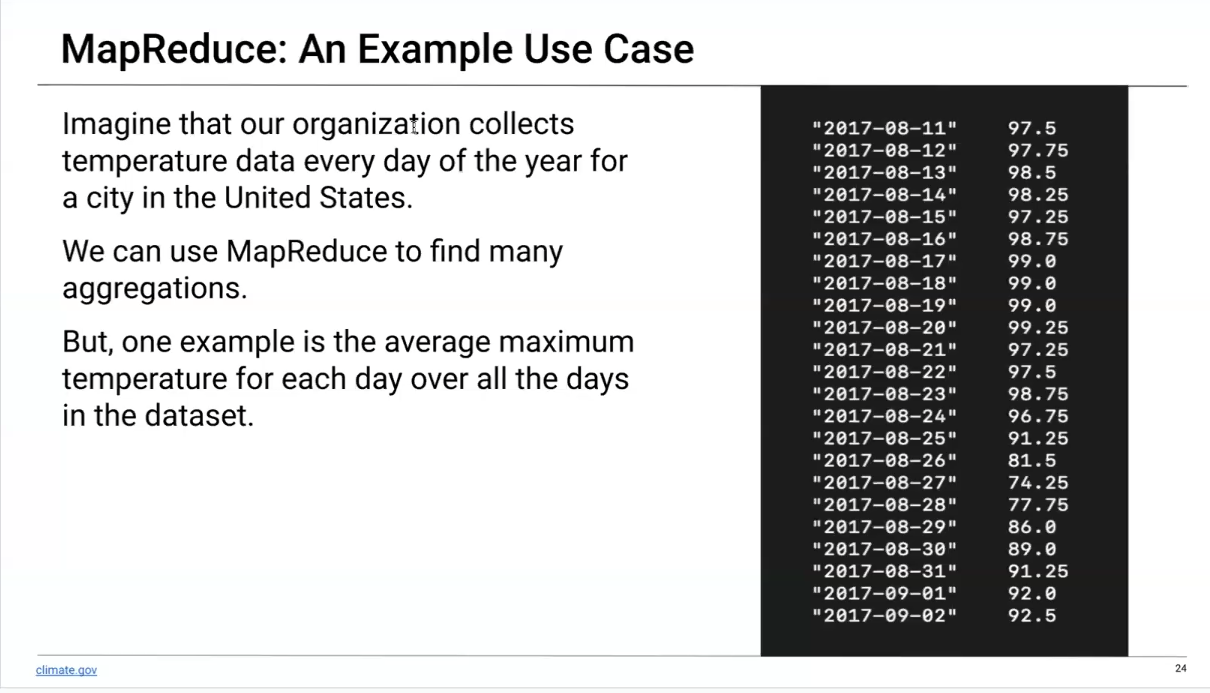 MapReduce: An Example Use Case
Imagine that our organization collects
temperature data every day of the year for
a city in the United States.
We can use MapReduce to find many
aggregations.
But, one example is the average maximum
temperature for each day over all the days
in the dataset.
"2017-08-11" 97.5
"2017-08-12" 97.75
"2017-08-13" 98.5
"2017-08-14" 98.25
"2017-08-15" 97.25
"2017-08-16" 98.75
"2017-08-17" 99.0
"2017-08-18" 99.0
"2017-08-19" 99.0
"2017-08-20" 99.25
"2017-08-21" 97.25
"2017-08-22" 97.5
"2017-08-23" 98.75
"2017-08-24" 96.75
"2017-08-25" 91.25
"2017-08-26" 81.5
"2017-08-27" 74.25
"2017-08-28" 77.75
"2017-08-29" 86.0
"2017-08-30" 89.0
"2017-08-31" 91.25
"2017-09-01" 92.0
"2017-09-02" 92.5
climate.gov
24